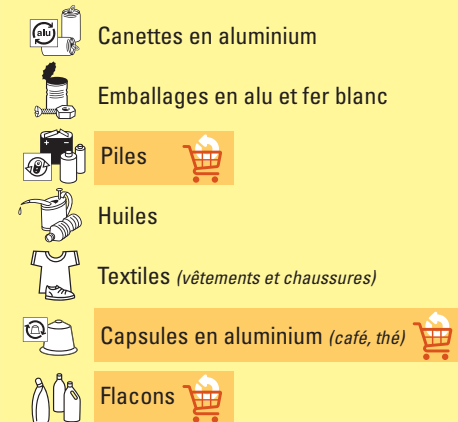 alu
Canettes en aluminium
Emballages en alu et fer blanc
Piles
Huiles
Textiles (vêtements et chaussures)
Capsules en aluminium (café, thé)
Flacons